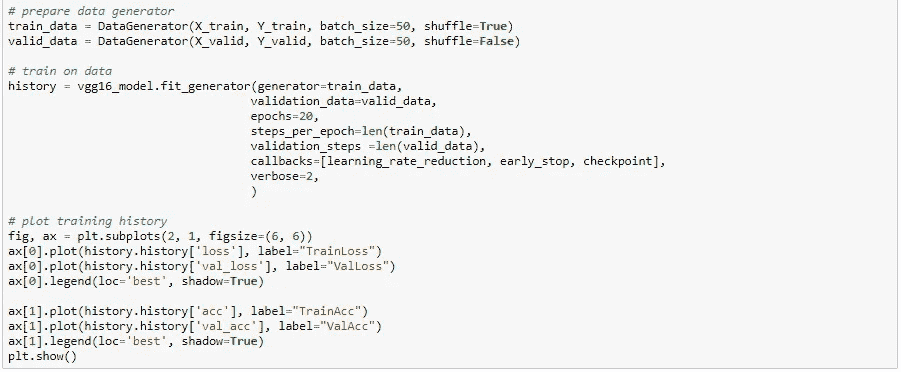 # prepare data generator
train_data = DataGenerator(X_train, Y_train, batch_size=50, shuffle=True)
valid_data = DataGenerator(X_valid, Y_valid, batch_size=50, shuffle=False)

# train on data
history = vgg16_model.fit_generator(generator=train_data,
                                    validation_data=valid_data,
                                    epochs=20,
                                    steps_per_epoch=len(train_data),
                                    validation_steps =len(valid_data),
                                    callbacks=[learning_rate_reduction, early_stop, checkpoint],
                                    verbose=2,
                                    )

# plot training history
fig, ax = plt.subplots(2, 1, figsize=(6, 6))
ax[0].plot(history.history['loss'], label="TrainLoss")
ax[0].plot(history.history['val_loss'], label="ValLoss")
ax[0].legend(loc='best', shadow=True)

ax[1].plot(history.history['acc'], label="TrainAcc")
ax[1].plot(history.history['val_acc'], label="ValAcc")
ax[1].legend(loc='best', shadow=True)
plt.show()